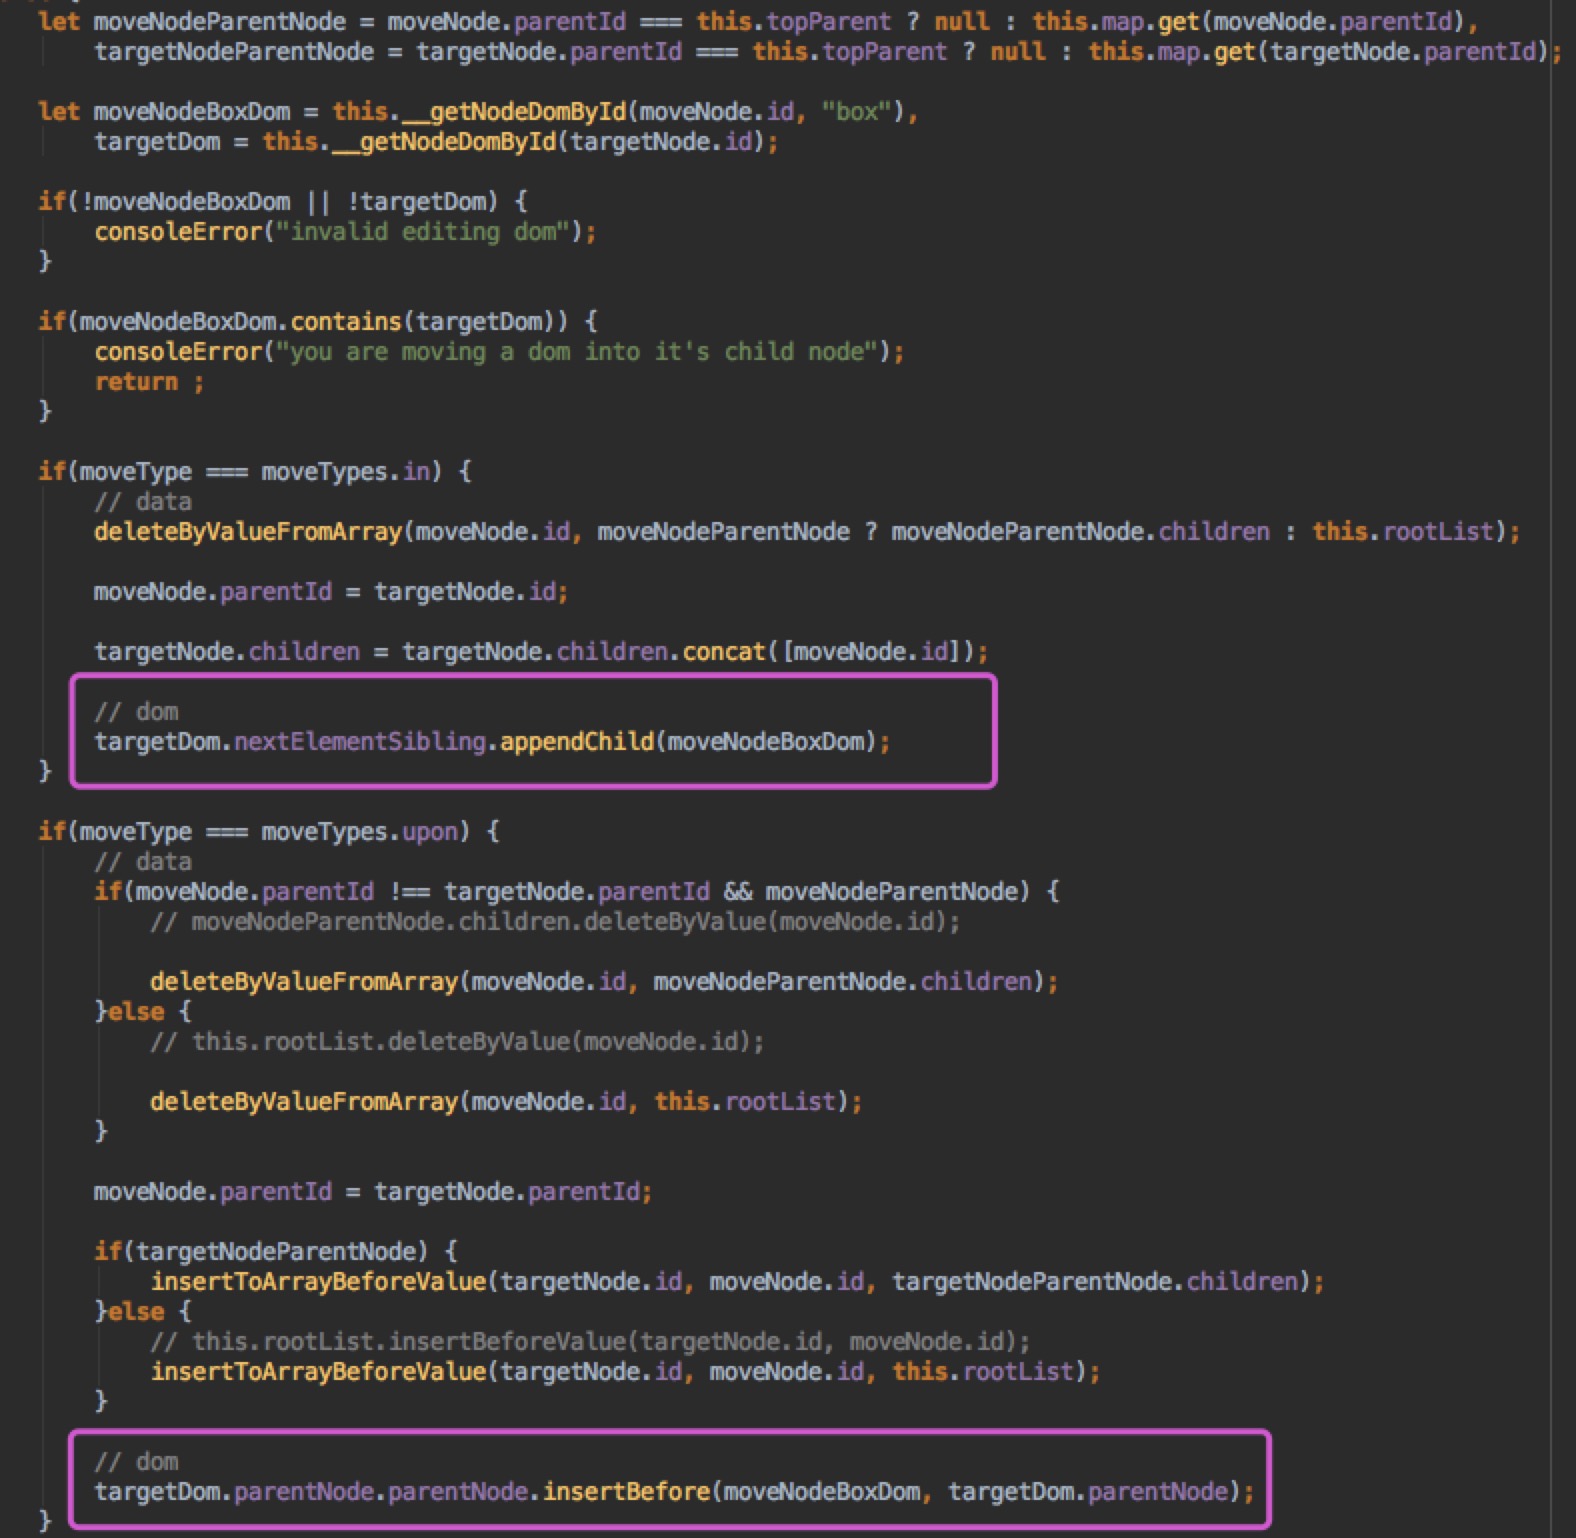 let moveNodeParentNode = moveNode.parentId === this.topParent ? null : this.map.get(moveNode.parentId),
targetNodeParentNode = targetNode.parentId === this.topParent ? null : this.map.get(targetNode.parentId);
let moveNodeBoxDom = this.__getNodeDomById(moveNode.id, "box"),
targetDom = this.__getNodeDomById(targetNode.id);
if(!moveNodeBoxDom || !targetDom) {
consoleError("invalid editing dom");
}
if(moveNodeBoxDom.contains(targetDom)) {
consoleError("you are moving a dom into it's child node");
return ;
}
if(moveType === moveTypes.in) {
// data
deleteByValueFromArray(moveNode.id, moveNodeParentNode ? moveNodeParentNode.children : this.rootList);
moveNode.parentId = targetNode.id;
targetNode.children = targetNode.children.concat([moveNode.id]);
// dom
targetDom.nextElementSibling.appendChild(moveNodeBoxDom);
}
if(moveType === moveTypes.upon) {
// data
if(moveNode.parentId !== targetNode.parentId && moveNodeParentNode) {
// moveNodeParentNode.children.deleteByValue(moveNode.id);
deleteByValueFromArray(moveNode.id, moveNodeParentNode.children);
}else {
// this.rootList.deleteByValue(moveNode.id);
deleteByValueFromArray(moveNode.id, this.rootList);
}
moveNode.parentId = targetNode.parentId;
if(targetNodeParentNode) {
insertToArrayBeforeValue(targetNode.id, moveNode.id, targetNodeParentNode.children);
}else {
// this.rootList.insertBeforeValue(targetNode.id, moveNode.id);
insertToArrayBeforeValue(targetNode.id, moveNode.id, this.rootList);
}
// dom
targetDom.parentNode.parentNode.insertBefore(moveNodeBoxDom, targetDom.parentNode);
}